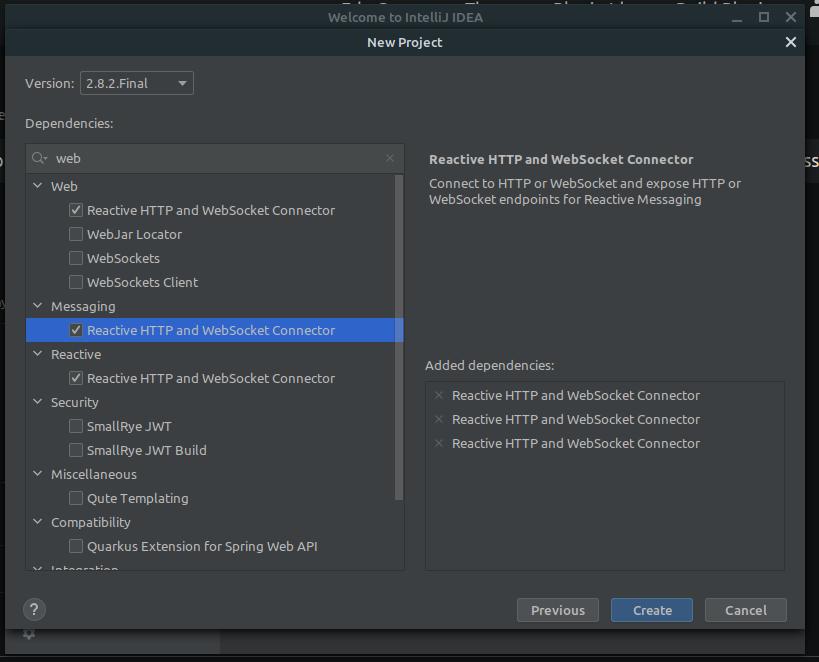 Welcome to IntelliJ IDEA
New Project
Version: 2.8.2.Final
Dependencies:
web
Web
Reactive HTTP and WebSocket Connector
WebJar Locator
WebSockets
WebSockets Client
Messaging
Reactive HTTP and WebSocket Connector
Reactive
Reactive HTTP and WebSocket Connector
Security
SmallRye JWT
SmallRye JWT Build
Miscellaneous
Qute Templating
Compatibility
Quarkus Extension for Spring Web API
Integration
Reactive HTTP and WebSocket Connector
Connect to HTTP or WebSocket and expose HTTP or
WebSocket endpoints for Reactive Messaging
Added dependencies:
Reactive HTTP and WebSocket Connector
Reactive HTTP and WebSocket Connector
Reactive HTTP and WebSocket Connector
?
Previous
Create
Cancel